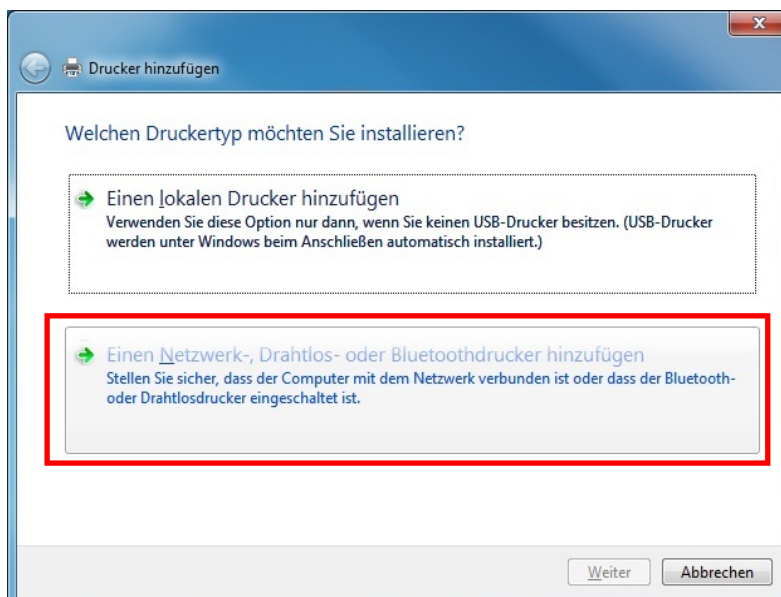 Drucker hinzufügen
Welchen Druckertyp möchten Sie installieren?
Einen lokalen Drucker hinzufügen
Verwenden Sie diese Option nur dann, wenn Sie keinen USB-Drucker besitzen. (USB-Drucker
werden unter Windows beim Anschließen automatisch installiert.)
Einen Netzwerk-, Drahtlos- oder Bluetoothdrucker hinzufügen
Stellen Sie sicher, dass der Computer mit dem Netzwerk verbunden ist oder dass der Bluetooth-
oder Drahtlosdrucker eingeschaltet ist.
Weiter Abbrechen